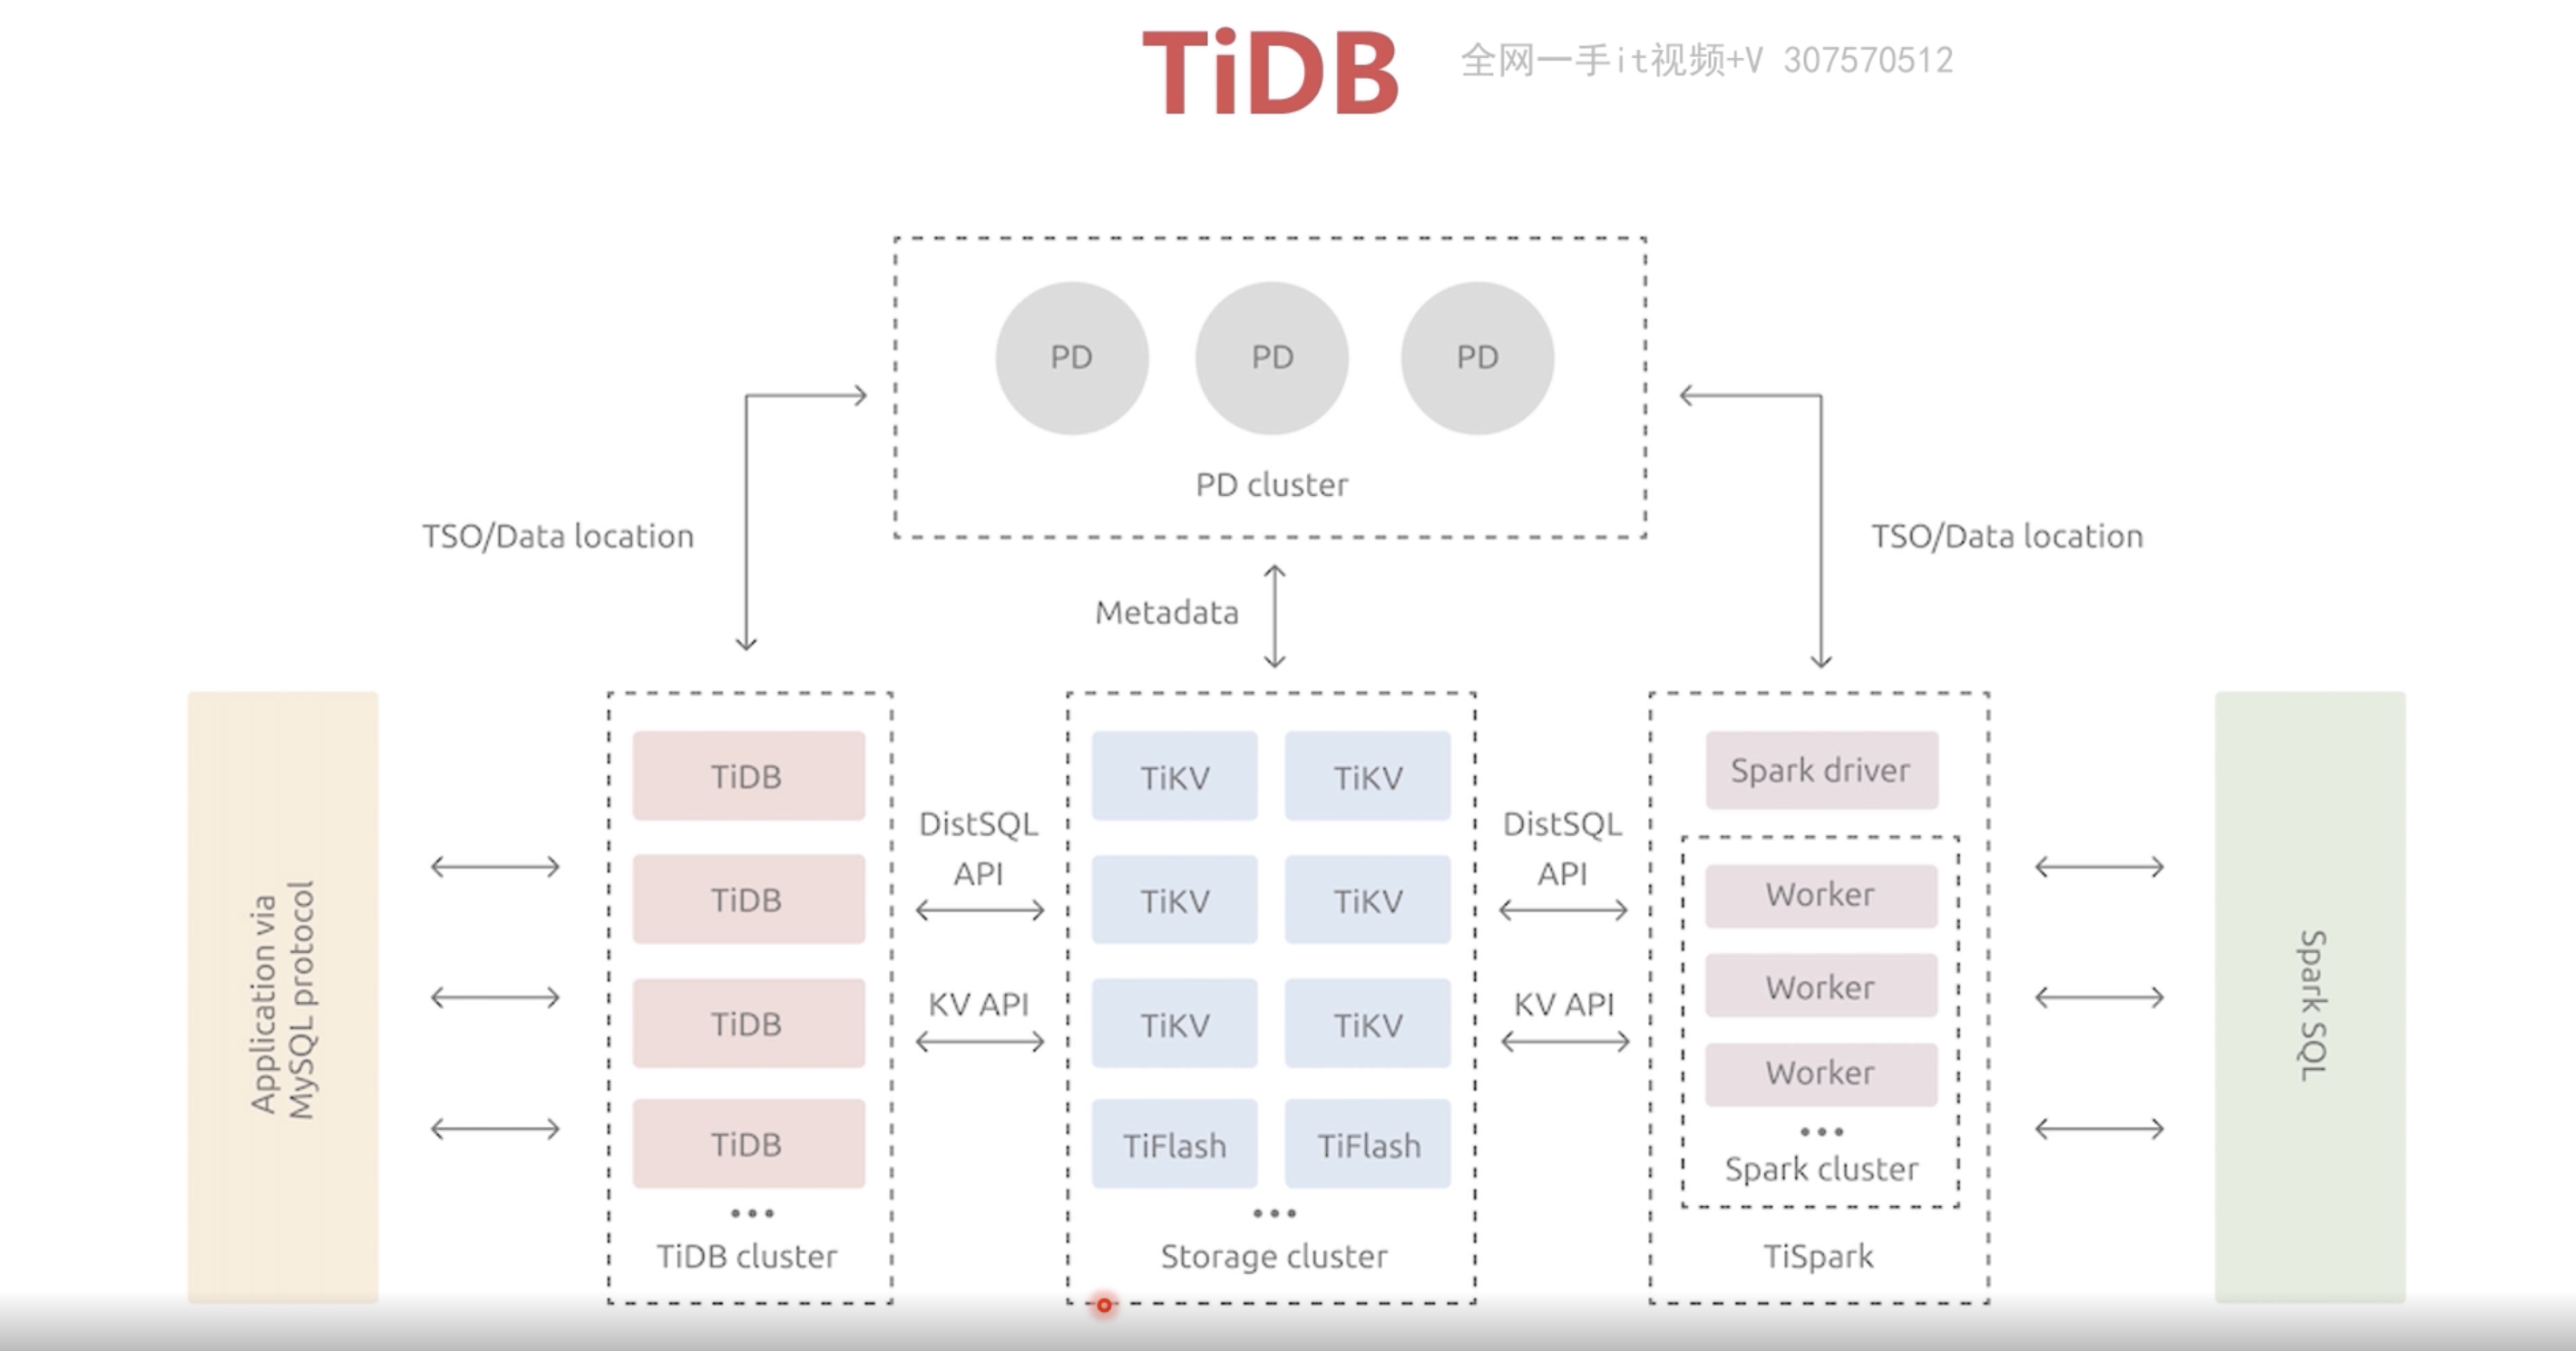 TiDB
全网一手it视频+V 307570512
PD
PD
PD
PD cluster
TSO/Data location
TSO/Data location
Metadata
Application via
MySQL protocol
TiDB
TiDB
TiDB
TiDB
TiDB cluster
DistSQL
API
KV API
TiKV
TiKV
TiKV
TiKV
TiKV
TiKV
TiFlash
TiFlash
Storage cluster
DistSQL
API
KV API
Spark driver
Worker
Worker
Worker
Spark cluster
TiSpark
Spark SQL